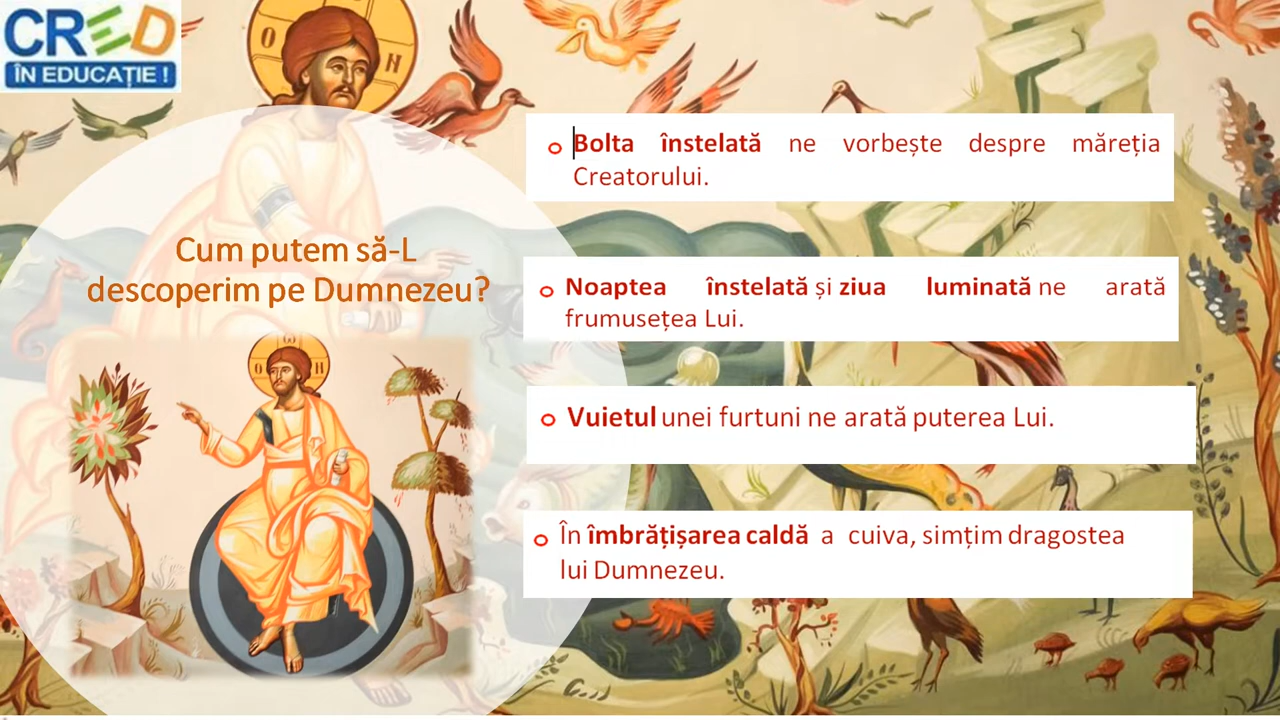 CRED
ÎN EDUCAȚIE !
O N
Cum putem să-L
descoperim pe Dumnezeu?
Bolta înstelată ne vorbește despre măreția
Creatorului.
Noaptea înstelată și ziua luminată ne arată
frumusețea Lui.
Vuietul unei furtuni ne arată puterea Lui.
În îmbrățișarea caldă a cuiva, simțim dragostea
lui Dumnezeu.
ω
O N